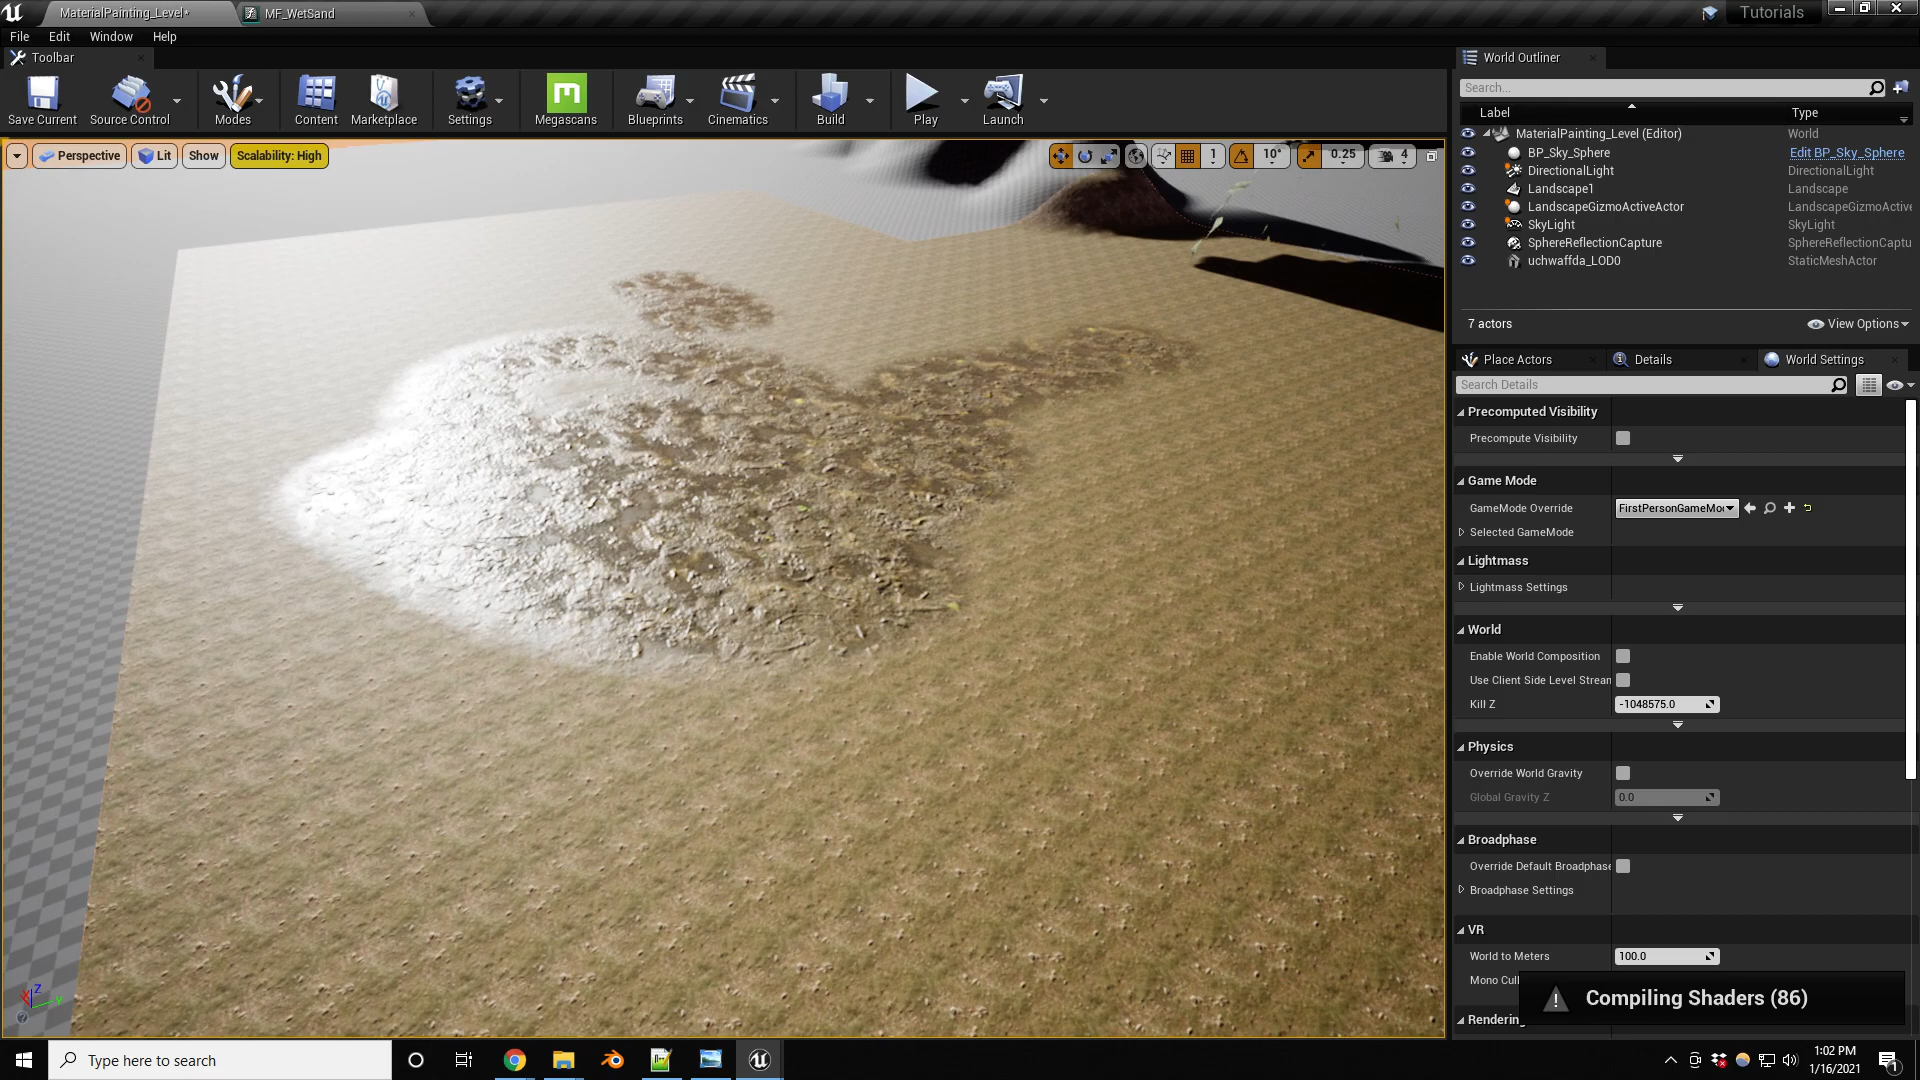 MaterialPainting_Level*
MF_WetSand
Tutorials
File
Edit
Window
Help
Toolbar
Save Current
Source Control
Modes
Content
Marketplace
Settings
Megascans
Blueprints
Cinematics
Build
Play
Launch
Perspective
Lit
Show
Scalability: High
1
10°
0.25
4
World Outliner
Search...
Label
Type
MaterialPainting_Level (Editor)
World
BP_Sky_Sphere
Edit BP_Sky_Sphere
DirectionalLight
DirectionalLight
Landscape1
Landscape
LandscapeGizmoActiveActor
LandscapeGizmoActive
SkyLight
SkyLight
SphereReflectionCapture
SphereReflectionCaptu
uchwaffda_LOD0
StaticMeshActor
7 actors
View Options
Place Actors
Details
World Settings
Search Details
Precomputed Visibility
Precompute Visibility
Game Mode
GameMode Override
FirstPersonGameMo
Selected GameMode
Lightmass
Lightmass Settings
World
Enable World Composition
Use Client Side Level Strean
Kill Z
-1048575.0
Physics
Override World Gravity
Global Gravity Z
0.0
Broadphase
Override Default Broadphase
Broadphase Settings
VR
World to Meters
100.0
Mono Cull
Compiling Shaders (86)
Rendering
X
Z
Y
Type here to search
1:02 PM
1/16/2021
1